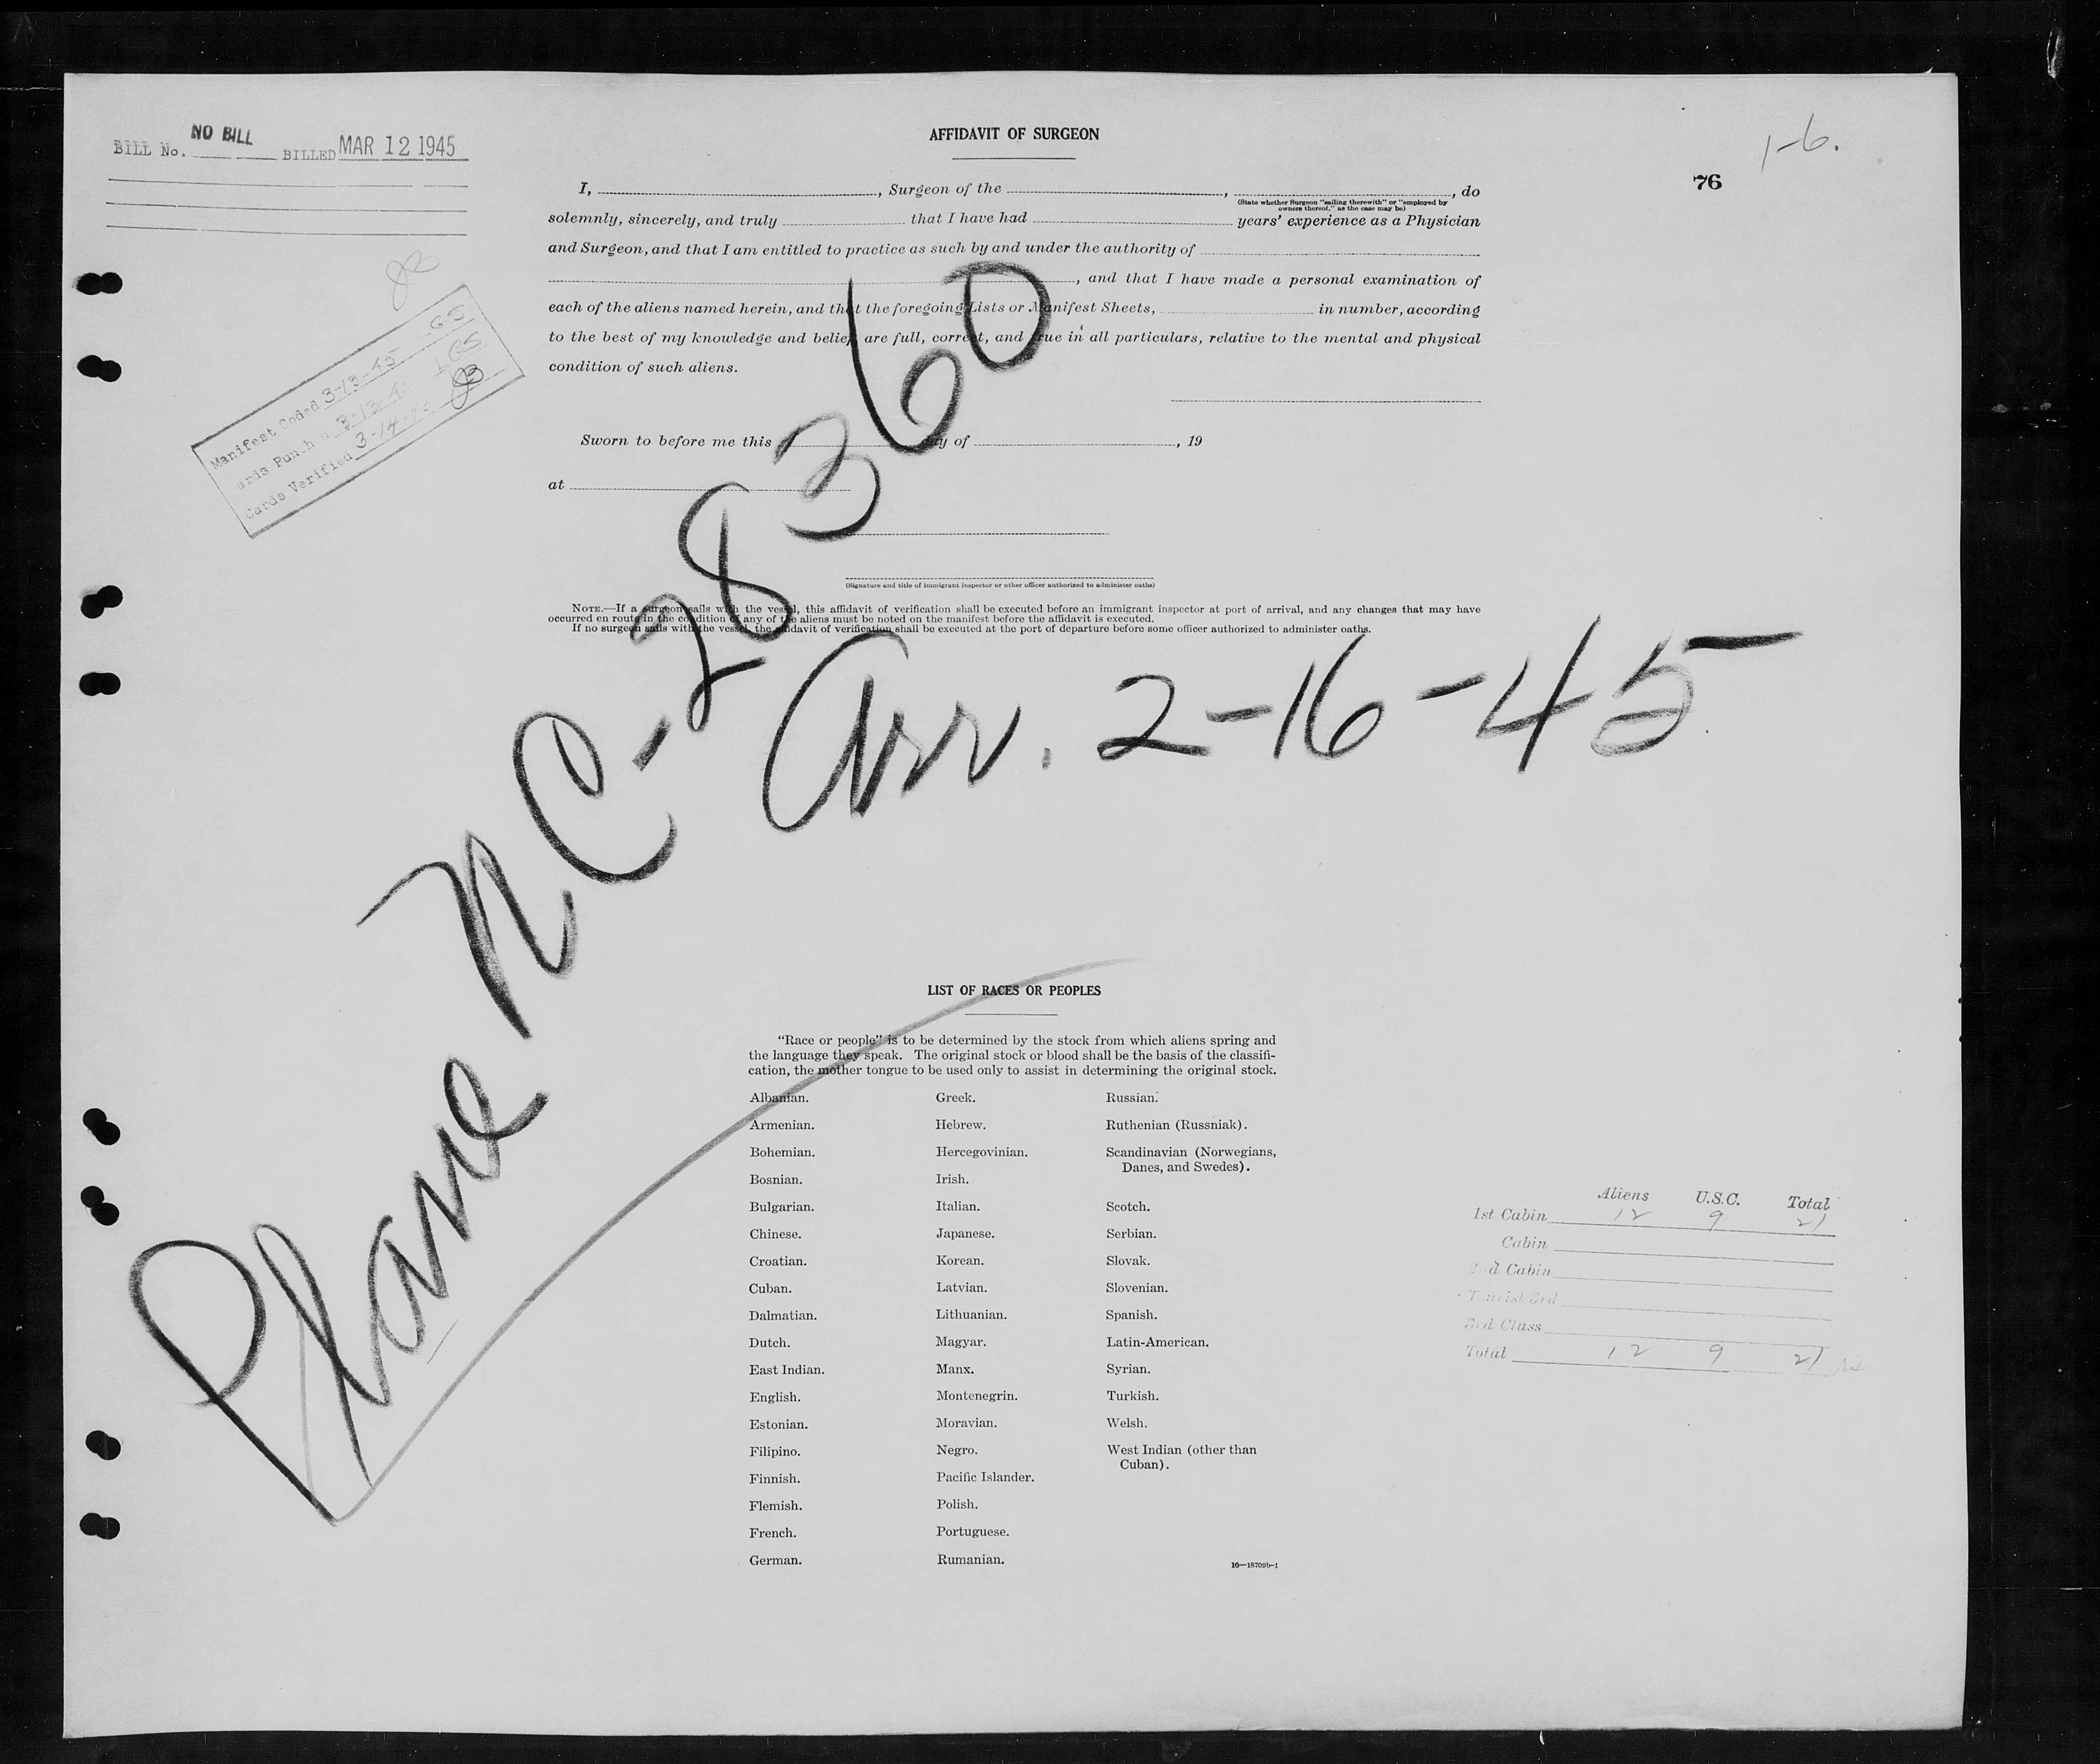 BILL No. NO BILL BILLED MAR 12 1945
AFFIDAVIT OF SURGEON
1-6.
76
I, , Surgeon of the , , do
(State whether Surgeon "sailing therewith" or "employed by
owners thereof," as the case may be)
solemnly, sincerely, and truly that I have had years' experience as a Physician
and Surgeon, and that I am entitled to practice as such by and under the authority of
, and that I have made a personal examination of
each of the aliens named herein, and that the foregoing Lists or Manifest Sheets, in number, according
to the best of my knowledge and belief, are full, correct, and true in all particulars, relative to the mental and physical
condition of such aliens.
Manifest Coded 3-13-45
ards Punch
Cards Verified 3-14-
Sworn to before me this day of , 19
at
(Signature and title of immigrant inspector or other officer authorized to administer oaths)
NOTE.—If a surgeon sails with the vessel, this affidavit of verification shall be executed before an immigrant inspector at port of arrival, and any changes that may have
occurred en route in the condition of any of the aliens must be noted on the manifest before the affidavit is executed.
If no surgeon sails with the vessel, the affidavit of verification shall be executed at the port of departure before some officer authorized to administer oaths.
Plane NC-28360
Arr. 2-16-45
LIST OF RACES OR PEOPLES
"Race or people" is to be determined by the stock from which aliens spring and
the language they speak. The original stock or blood shall be the basis of the classifi-
cation, the mother tongue to be used only to assist in determining the original stock.
Albanian.
Armenian.
Bohemian.
Bosnian.
Bulgarian.
Chinese.
Croatian.
Cuban.
Dalmatian.
Dutch.
East Indian.
English.
Estonian.
Filipino.
Finnish.
Flemish.
French.
German.
Greek.
Hebrew.
Hercegovinian.
Irish.
Italian.
Japanese.
Korean.
Latvian.
Lithuanian.
Magyar.
Manx.
Montenegrin.
Moravian.
Negro.
Pacific Islander.
Polish.
Portuguese.
Rumanian.
Russian.
Ruthenian (Russniak).
Scandinavian (Norwegians,
Danes, and Swedes).
Scotch.
Serbian.
Slovak.
Slovenian.
Spanish.
Latin-American.
Syrian.
Turkish.
Welsh.
West Indian (other than
Cuban).
16—18709b-1
Aliens U.S.C. Total
1st Cabin 12 9 21
Cabin
2nd Cabin
Tourist 3rd
3rd Class
Total 12 9 21